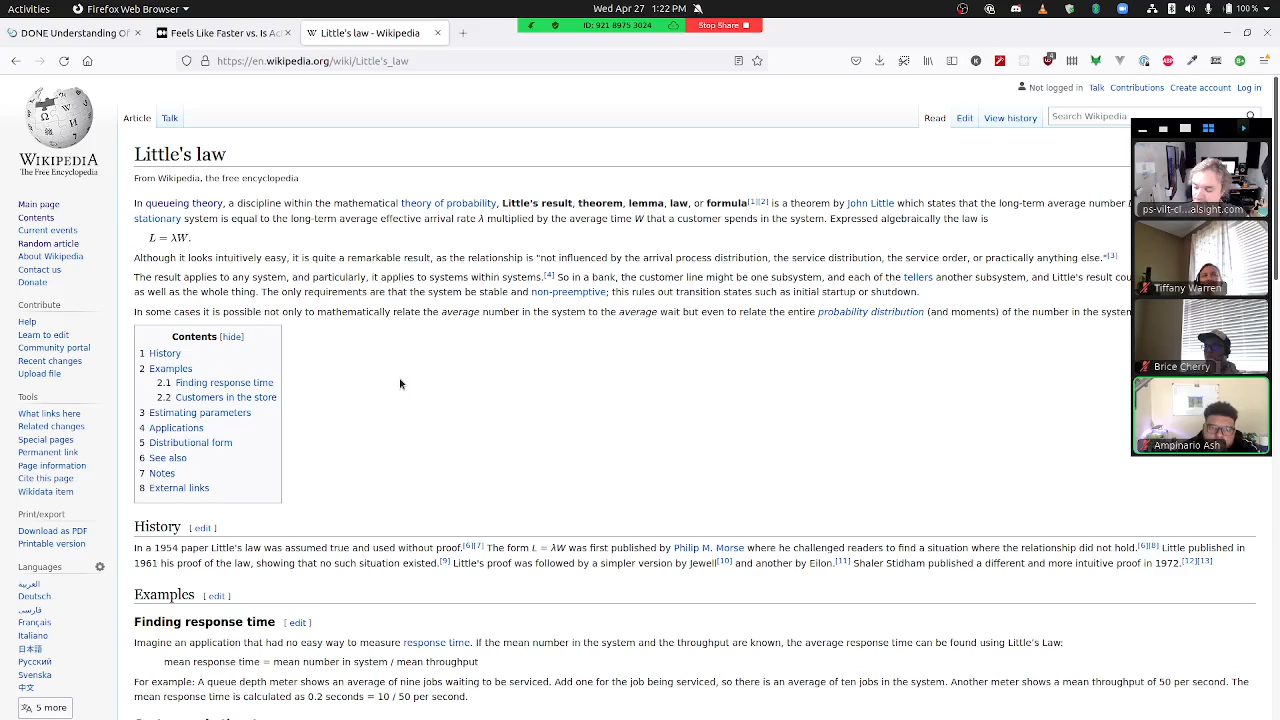 Activities Firefox Web Browser Wed Apr 27 1:22 PM 100 %
D-DONE Understanding Of Feels Like Faster vs. Is Ac Little's law - Wikipedia
ID: 921 8975 3024 Stop Share
https://en.wikipedia.org/wiki/Little's_law
Not logged in Talk Contributions Create account Log in
Article Talk Read Edit View history Search Wikipedia
WIKIPEDIA
The Free Encyclopedia
Main page
Contents
Current events
Random article
About Wikipedia
Contact us
Donate
Contribute
Help
Learn to edit
Community portal
Recent changes
Upload file
Tools
What links here
Related changes
Special pages
Permanent link
Page information
Cite this page
Wikidata item
Print/export
Download as PDF
Printable version
Languages
العربية
Deutsch
فارسی
Français
Italiano
日本語
Русский
Svenska
中文
5 more
Little's law
From Wikipedia, the free encyclopedia
In queueing theory, a discipline within the mathematical theory of probability, Little's result, theorem, lemma, law, or formula[1][2] is a theorem by John Little which states that the long-term average number
stationary system is equal to the long-term average effective arrival rate λ multiplied by the average time W that a customer spends in the system. Expressed algebraically the law is
L = λW.
Although it looks intuitively easy, it is quite a remarkable result, as the relationship is "not influenced by the arrival process distribution, the service distribution, the service order, or practically anything else."[3]
The result applies to any system, and particularly, it applies to systems within systems.[4] So in a bank, the customer line might be one subsystem, and each of the tellers another subsystem, and Little's result cou
as well as the whole thing. The only requirements are that the system be stable and non-preemptive; this rules out transition states such as initial startup or shutdown.
In some cases it is possible not only to mathematically relate the average number in the system to the average wait but even to relate the entire probability distribution (and moments) of the number in the system
Contents [hide]
1 History
2 Examples
2.1 Finding response time
2.2 Customers in the store
3 Estimating parameters
4 Applications
5 Distributional form
6 See also
7 Notes
8 External links
History [ edit ]
In a 1954 paper Little's law was assumed true and used without proof.[6][7] The form L = λW was first published by Philip M. Morse where he challenged readers to find a situation where the relationship did not hold.[6][8] Little published in
1961 his proof of the law, showing that no such situation existed.[9] Little's proof was followed by a simpler version by Jewell[10] and another by Eilon.[11] Shaler Stidham published a different and more intuitive proof in 1972.[12][13]
Examples [ edit ]
Finding response time [ edit ]
Imagine an application that had no easy way to measure response time. If the mean number in the system and the throughput are known, the average response time can be found using Little's Law:
mean response time = mean number in system / mean throughput
For example: A queue depth meter shows an average of nine jobs waiting to be serviced. Add one for the job being serviced, so there is an average of ten jobs in the system. Another meter shows a mean throughput of 50 per second. The
mean response time is calculated as 0.2 seconds = 10 / 50 per second.
ps-vilt-cl...alsight.com
Tiffany Warren
Brice Cherry
Ampinario Ash